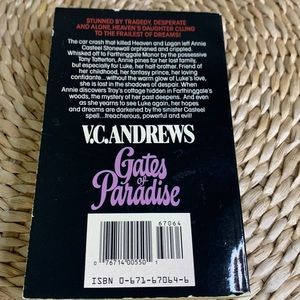 STUNNED BY TRAGEDY, DESPERATE
AND ALONE, HEAVEN'S DAUGHTER CLUNG
TO THE FRAILEST OF DREAMS!
The car crash that killed Heaven and Logan left Annie
Casteel Stonewall orphaned and crippled.
Whisked off to Farthinggale Manor by the possessive
Tony Tatterton, Annie pines for her lost family,
but especially for Luke, her half-brother. Friend of
her childhood, her fantasy prince, her loving
confidante...without the warm glow of Luke's love,
she is lost in the shadows of despair. When
Annie discovers Troy's cottage hidden in Farthinggale's
woods, the mystery of her past deepens. And even
as she yearns to see Luke again, her hopes
and dreams are darkened by the sinister Casteel
spell...treacherous, powerful and evil!
V.C. ANDREWS
Gates
of
Paradise
67064
0 76714 00550 1
ISBN 0-671-67064-6